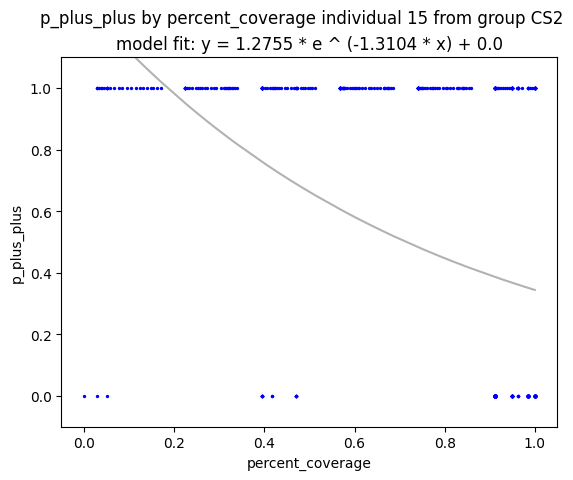 p_plus_plus by percent_coverage individual 15 from group CS2
model fit: y = 1.2755 * e ^ (-1.3104 * x) + 0.0
1.0
0.8
0.6
0.4
0.2
0.0
p_plus_plus
0.0 0.2 0.4 0.6 0.8 1.0
percent_coverage